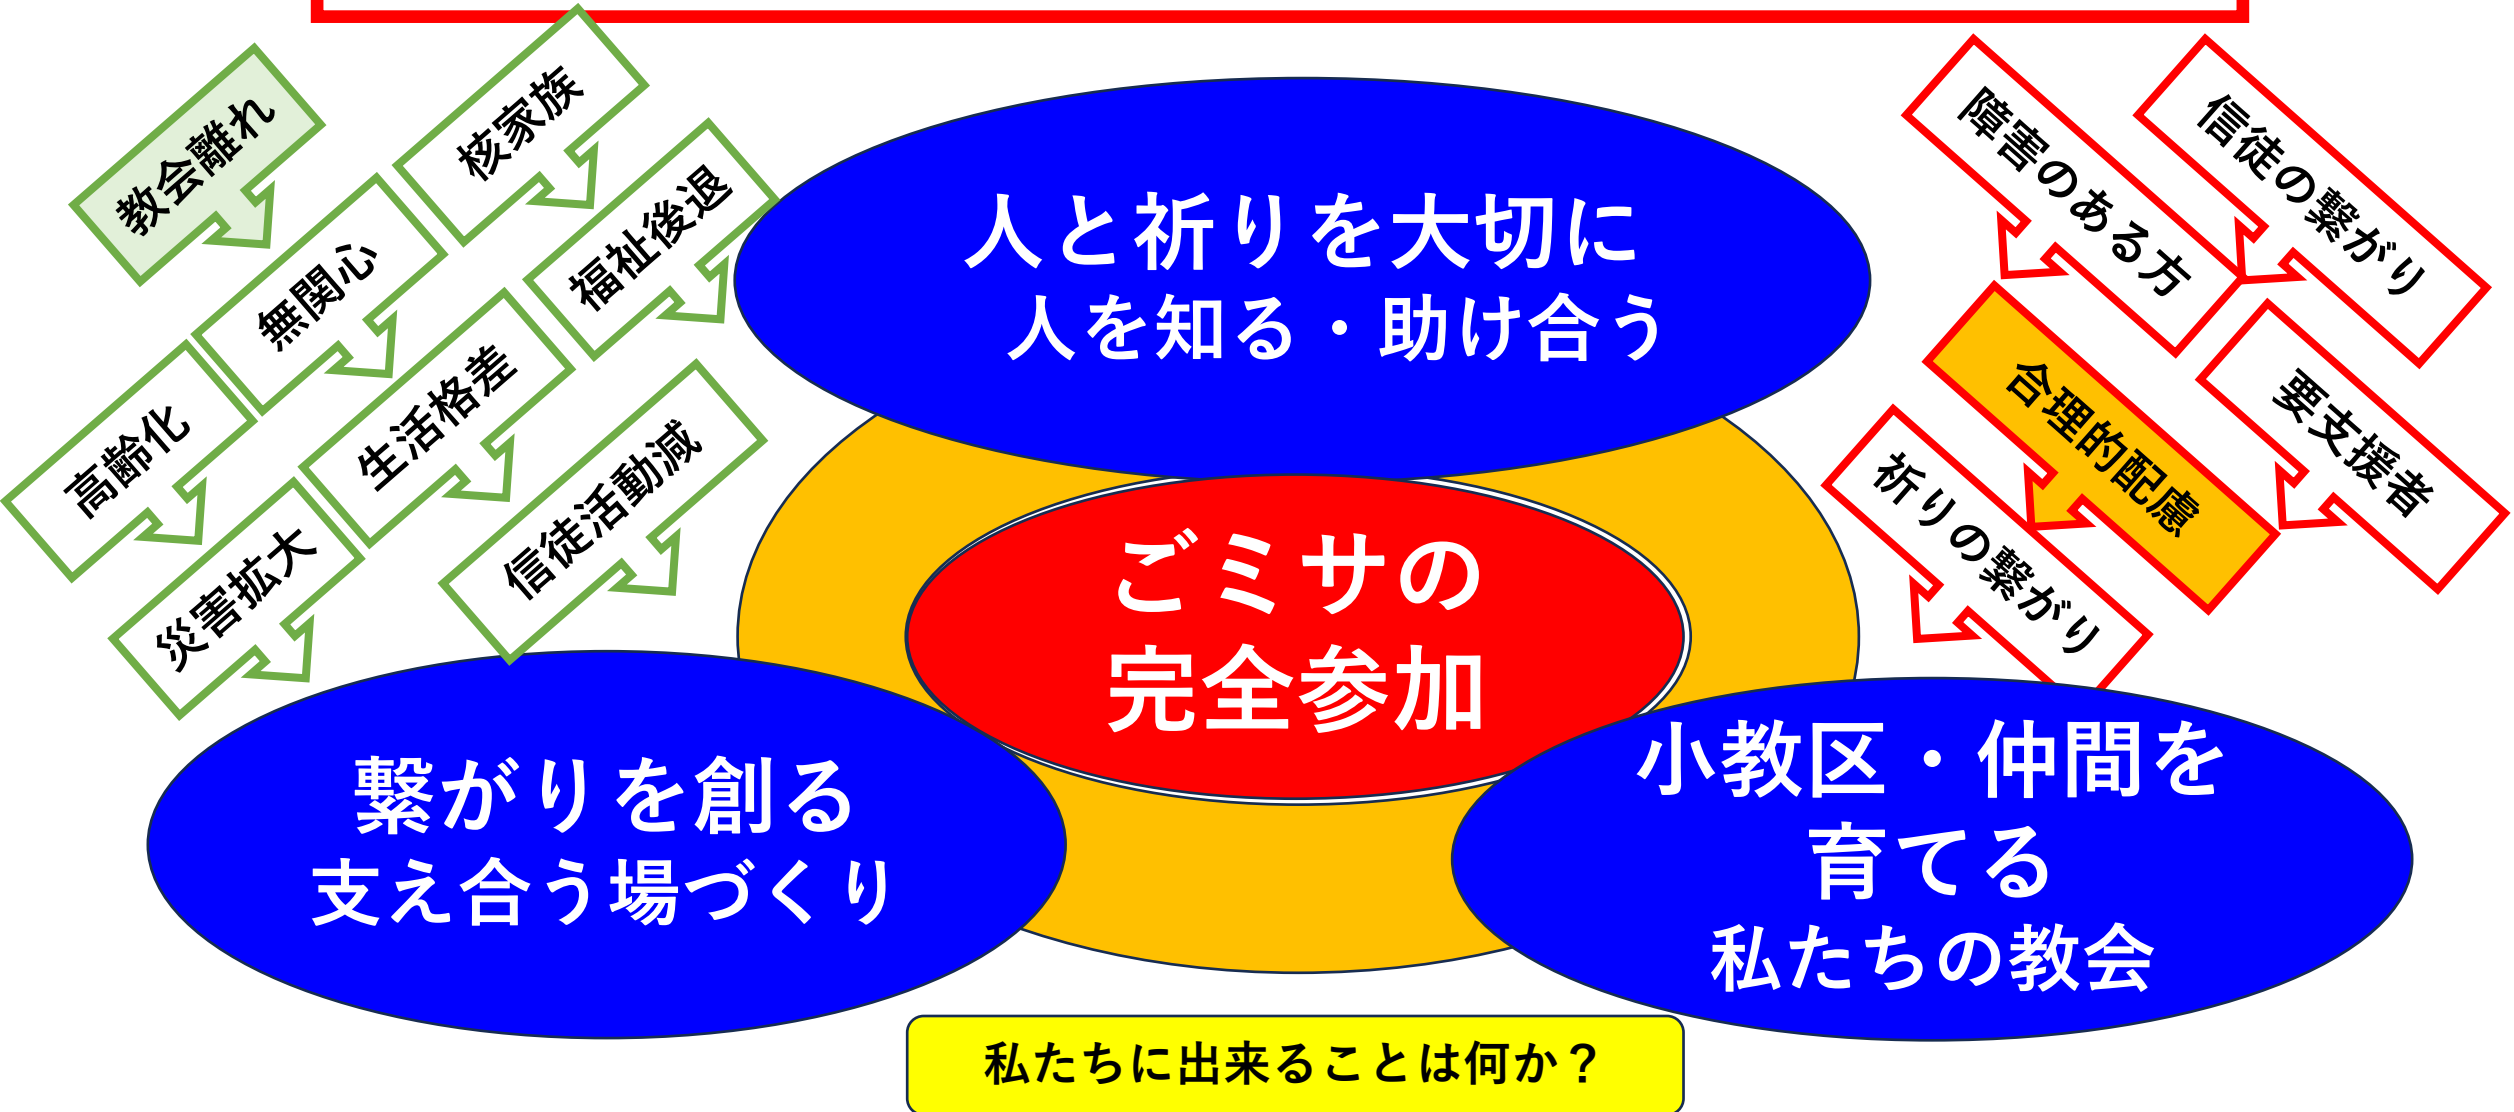 教会離れ
核家族
無関心
福祉後退
高齢化
生活格差
災害拡大
信徒活動減
人と祈りを大切に
人を知る・助け合う
障害のある方
信徒の繋がり
合理的配慮
要支援者
祈りの繋がり
ごミサの
完全参加
繋がりを創る
支え合う場づくり
小教区・仲間を
育てる
私たちの教会
私たちに出来ることは何か？